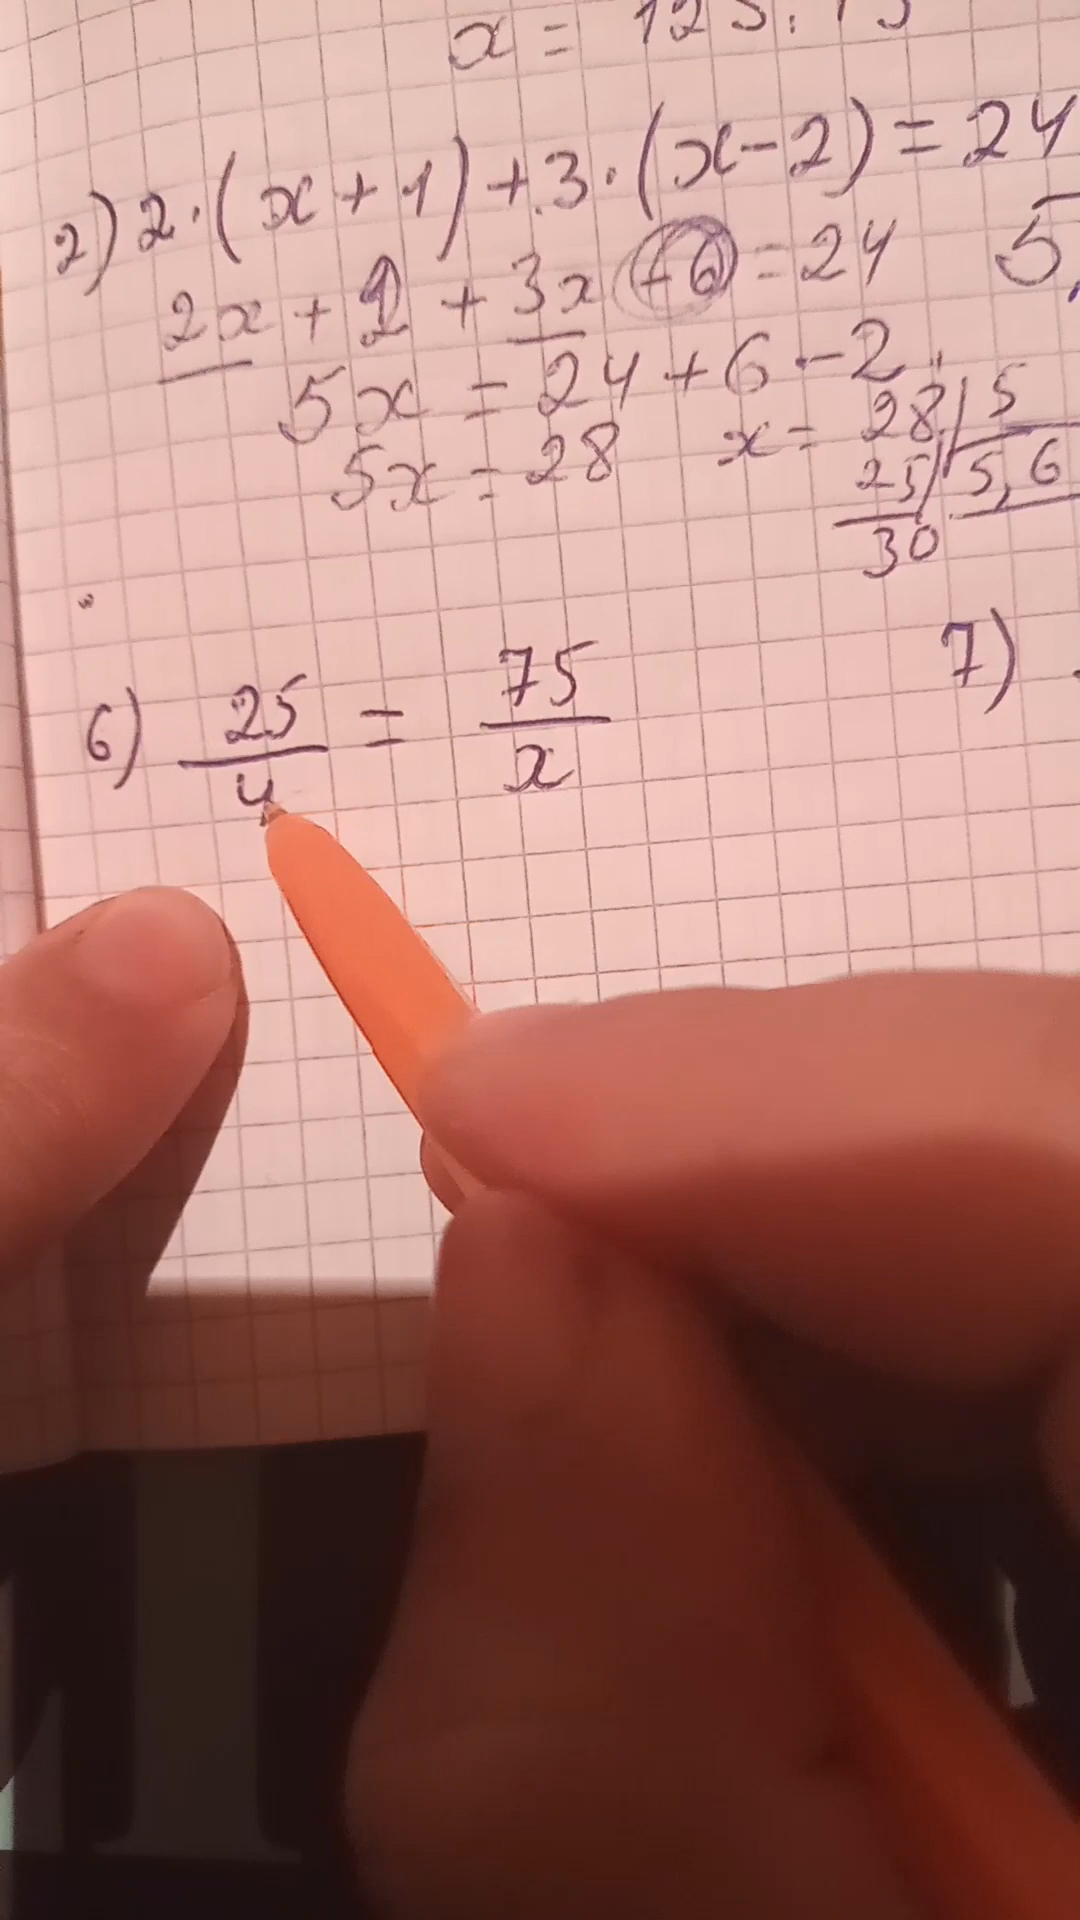 x = 125:15
2) 2·(x+1)+3·(x-2)=24
2x + 2 + 3x -6 = 24
5,
5x = 24+6-2
5x = 28
x = 28 | 5
25 | 5,6
30
6) 25/4 = 75/x
7)